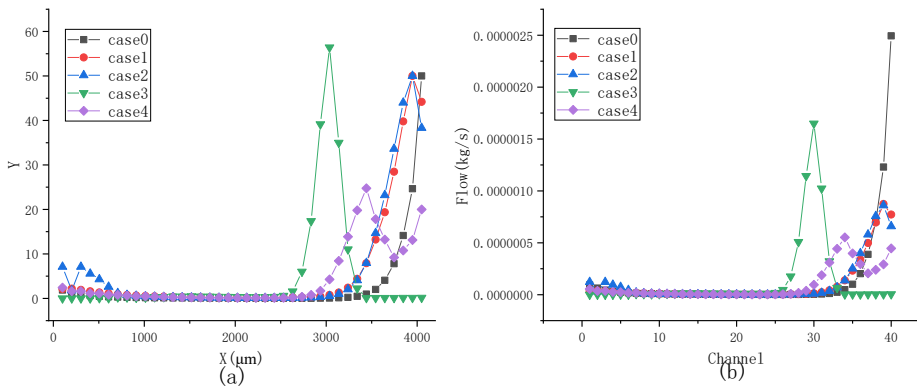 60
50
40
30
20
10
0
Y
case0
case1
case2
case3
case4
0
1000
2000
3000
4000
X(μm)
(a)
0.0000025
0.0000020
0.0000015
0.0000010
0.0000005
0.0000000
Flow(kg/s)
case0
case1
case2
case3
case4
0
10
20
30
40
Channel
(b)